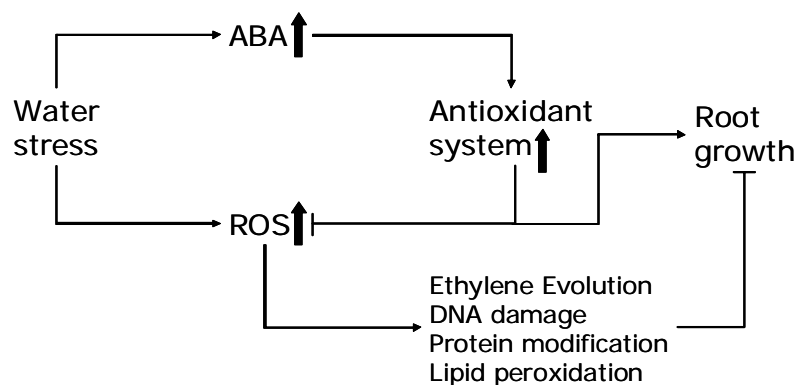 ABA
Water
stress
Antioxidant
system
Root
growth
ROS
Ethylene Evolution
DNA damage
Protein modification
Lipid peroxidation